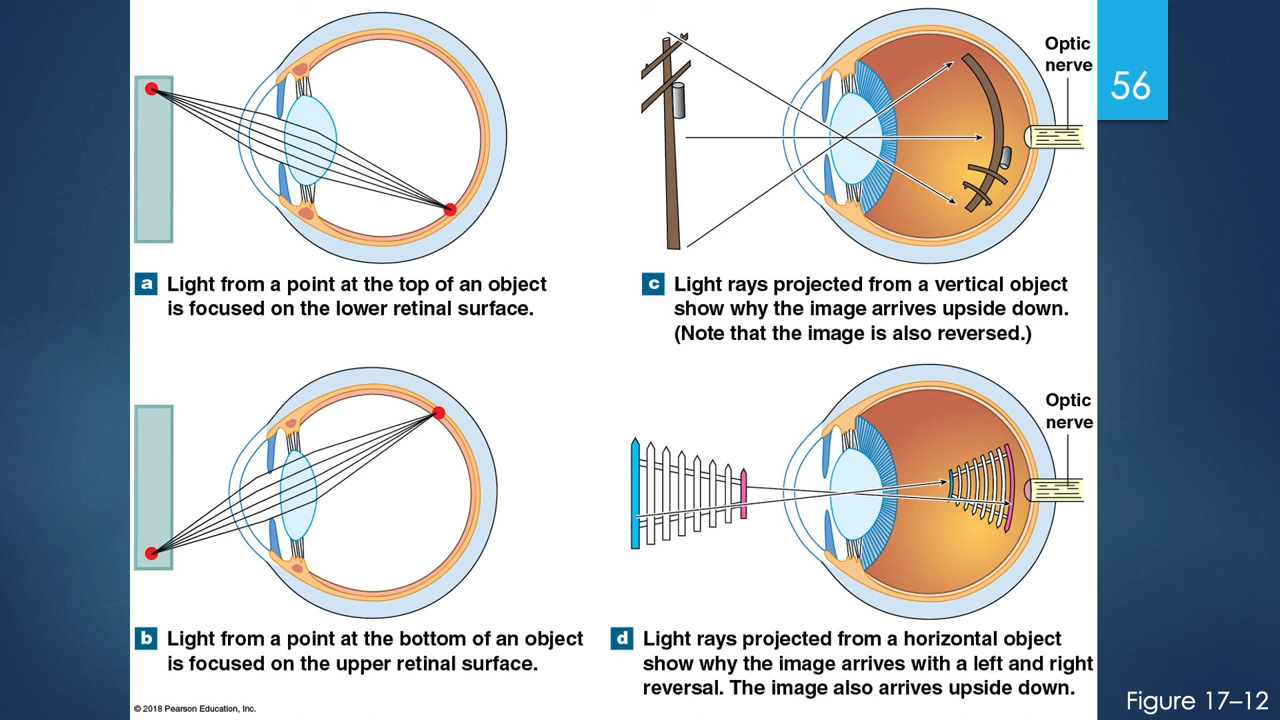 Optic
nerve
56
a Light from a point at the top of an object
is focused on the lower retinal surface.
c Light rays projected from a vertical object
show why the image arrives upside down.
(Note that the image is also reversed.)
Optic
nerve
b Light from a point at the bottom of an object
is focused on the upper retinal surface.
d Light rays projected from a horizontal object
show why the image arrives with a left and right
reversal. The image also arrives upside down.
© 2018 Pearson Education, Inc.
Figure 17–12